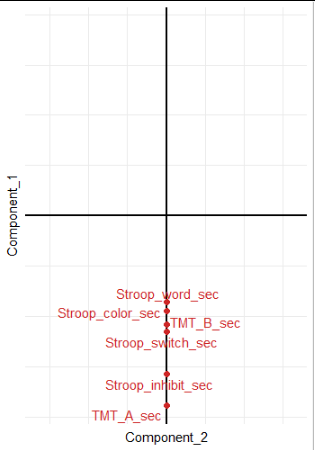 Component_1
Stroop_word_sec
Stroop_color_sec
TMT_B_sec
Stroop_switch_sec
Stroop_inhibit_sec
TMT_A_sec
Component_2